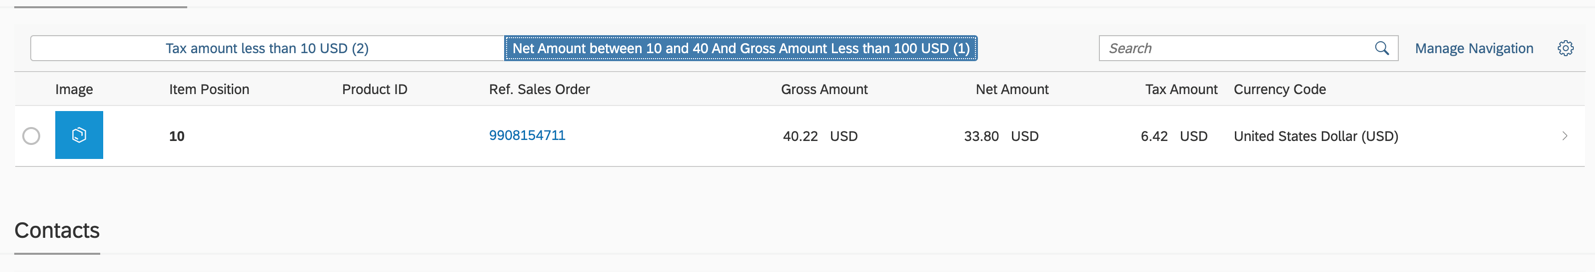 Tax amount less than 10 USD (2)
Net Amount between 10 and 40 And Gross Amount Less than 100 USD (1)
Search
Manage Navigation
Image Item Position Product ID Ref. Sales Order Gross Amount Net Amount Tax Amount Currency Code
10 9908154711 40.22 USD 33.80 USD 6.42 USD United States Dollar (USD)
Contacts